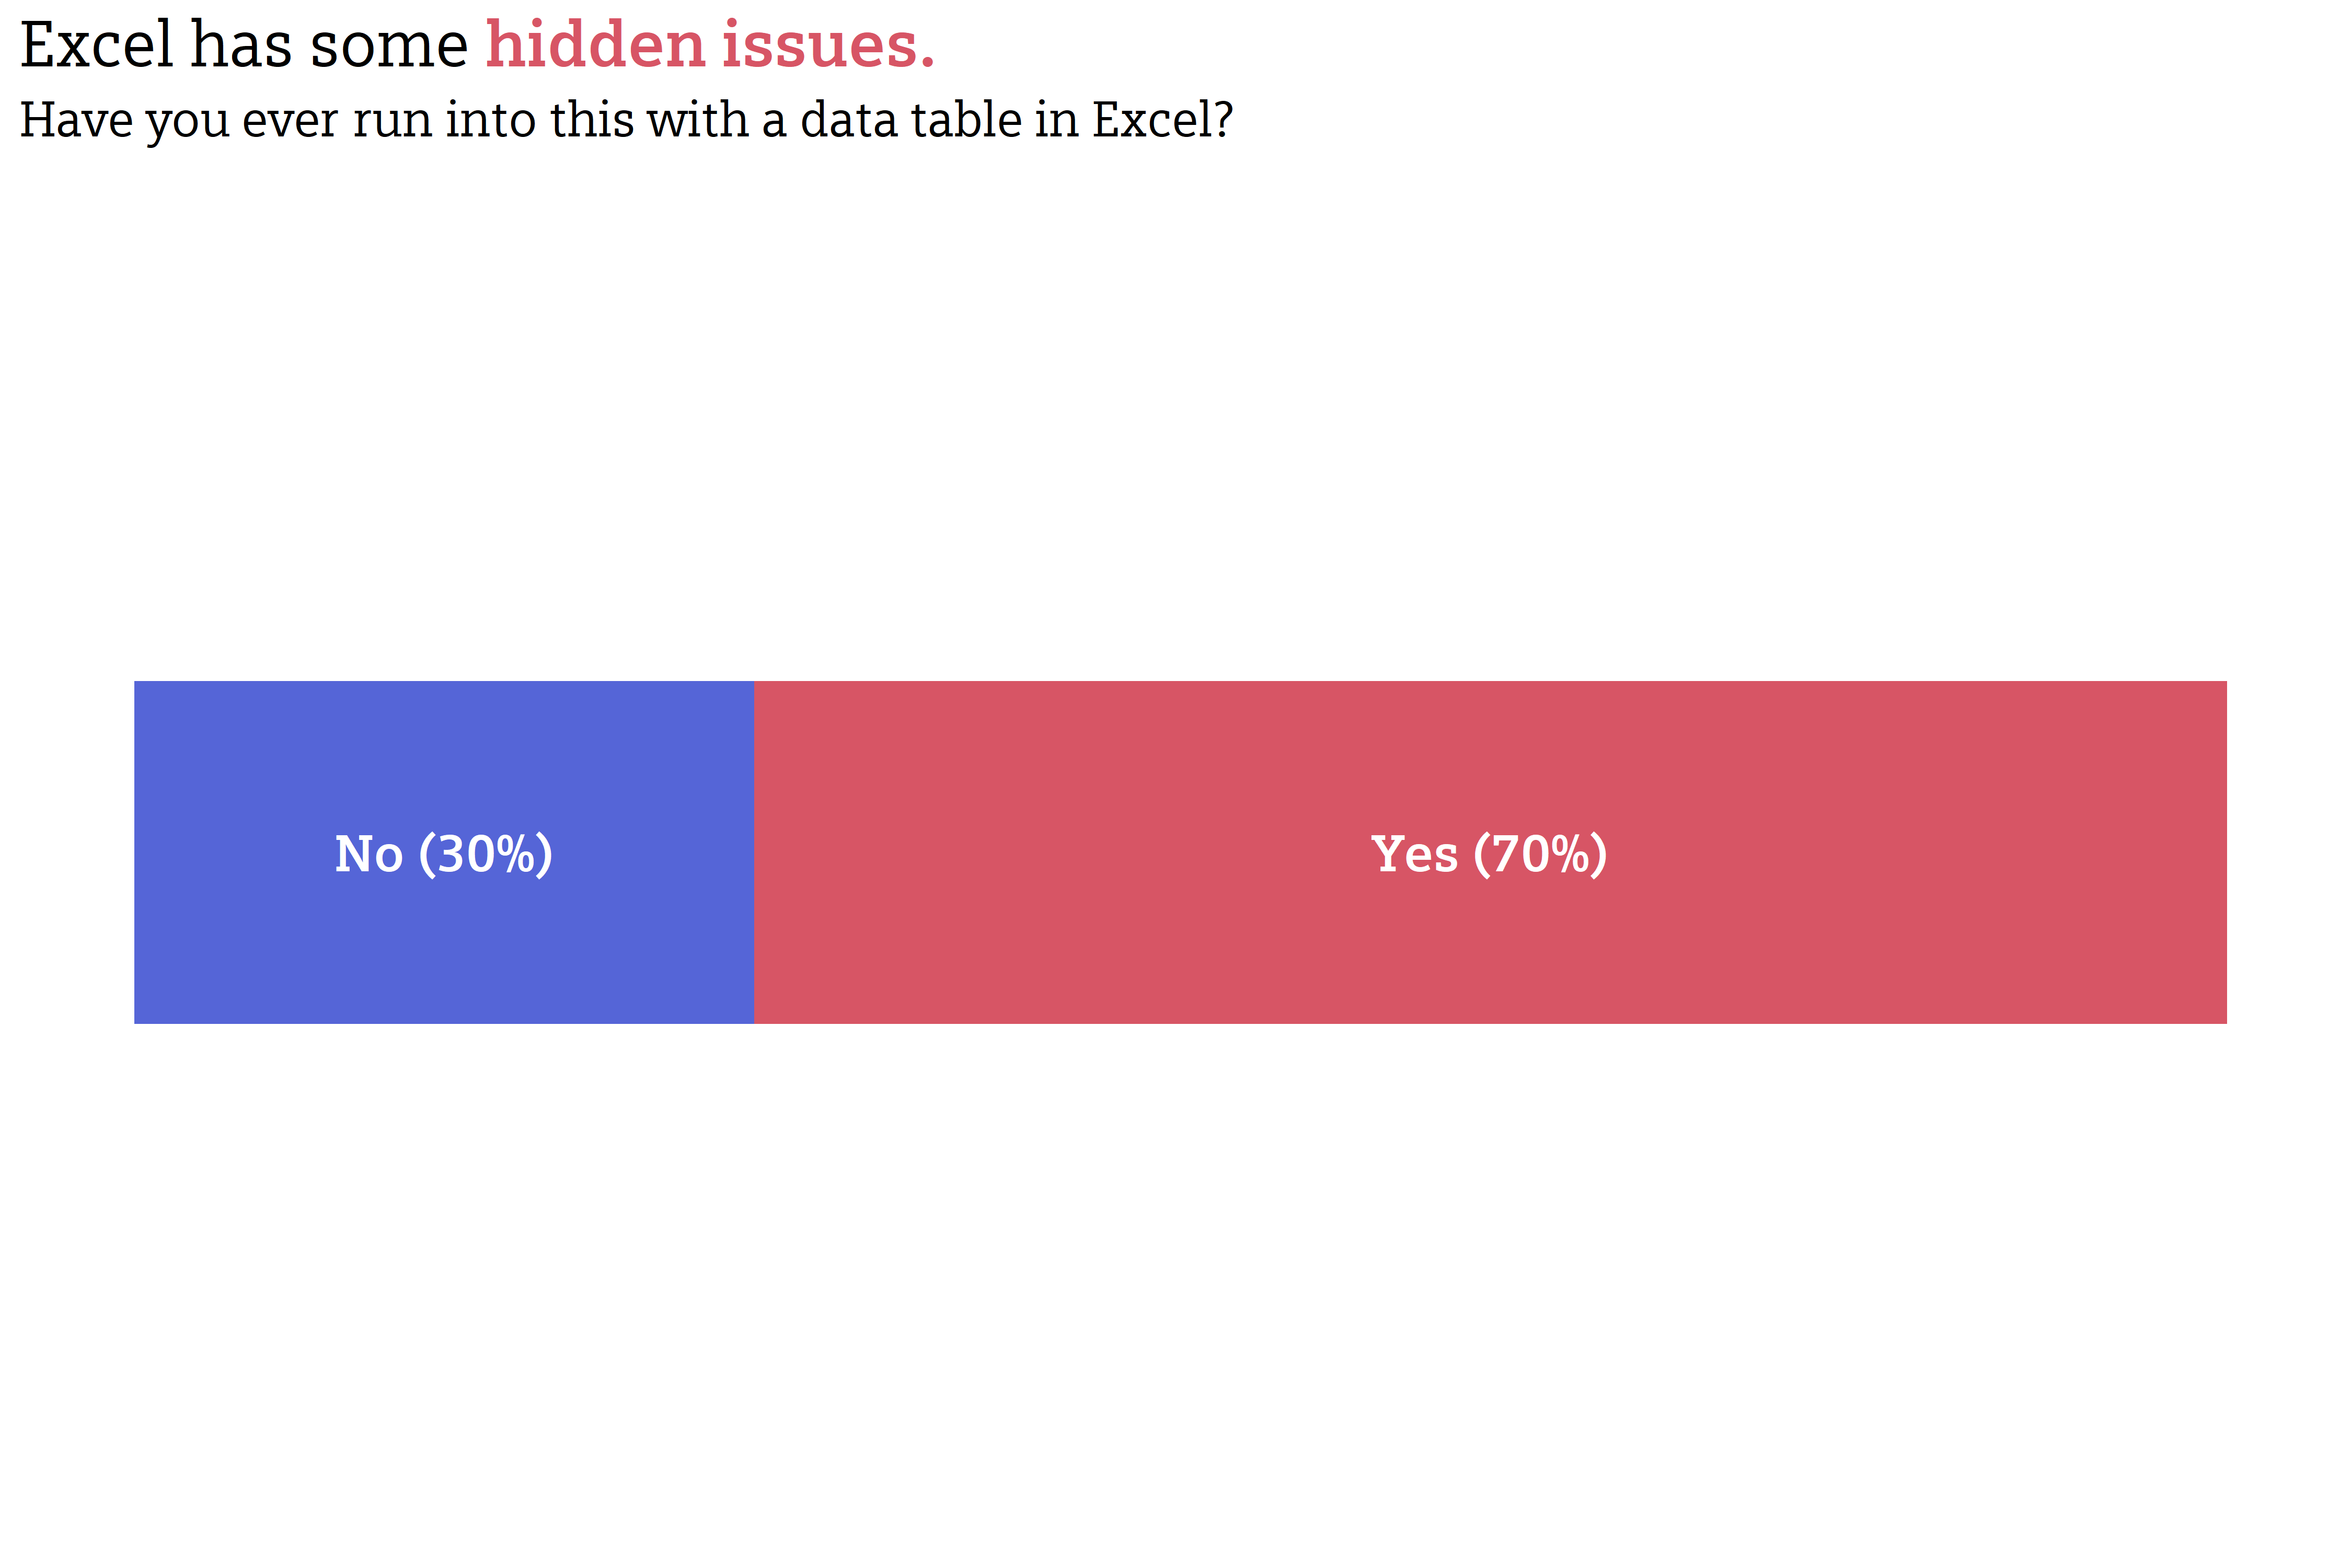 Excel has some hidden issues.
Have you ever run into this with a data table in Excel?
No (30%) Yes (70%)